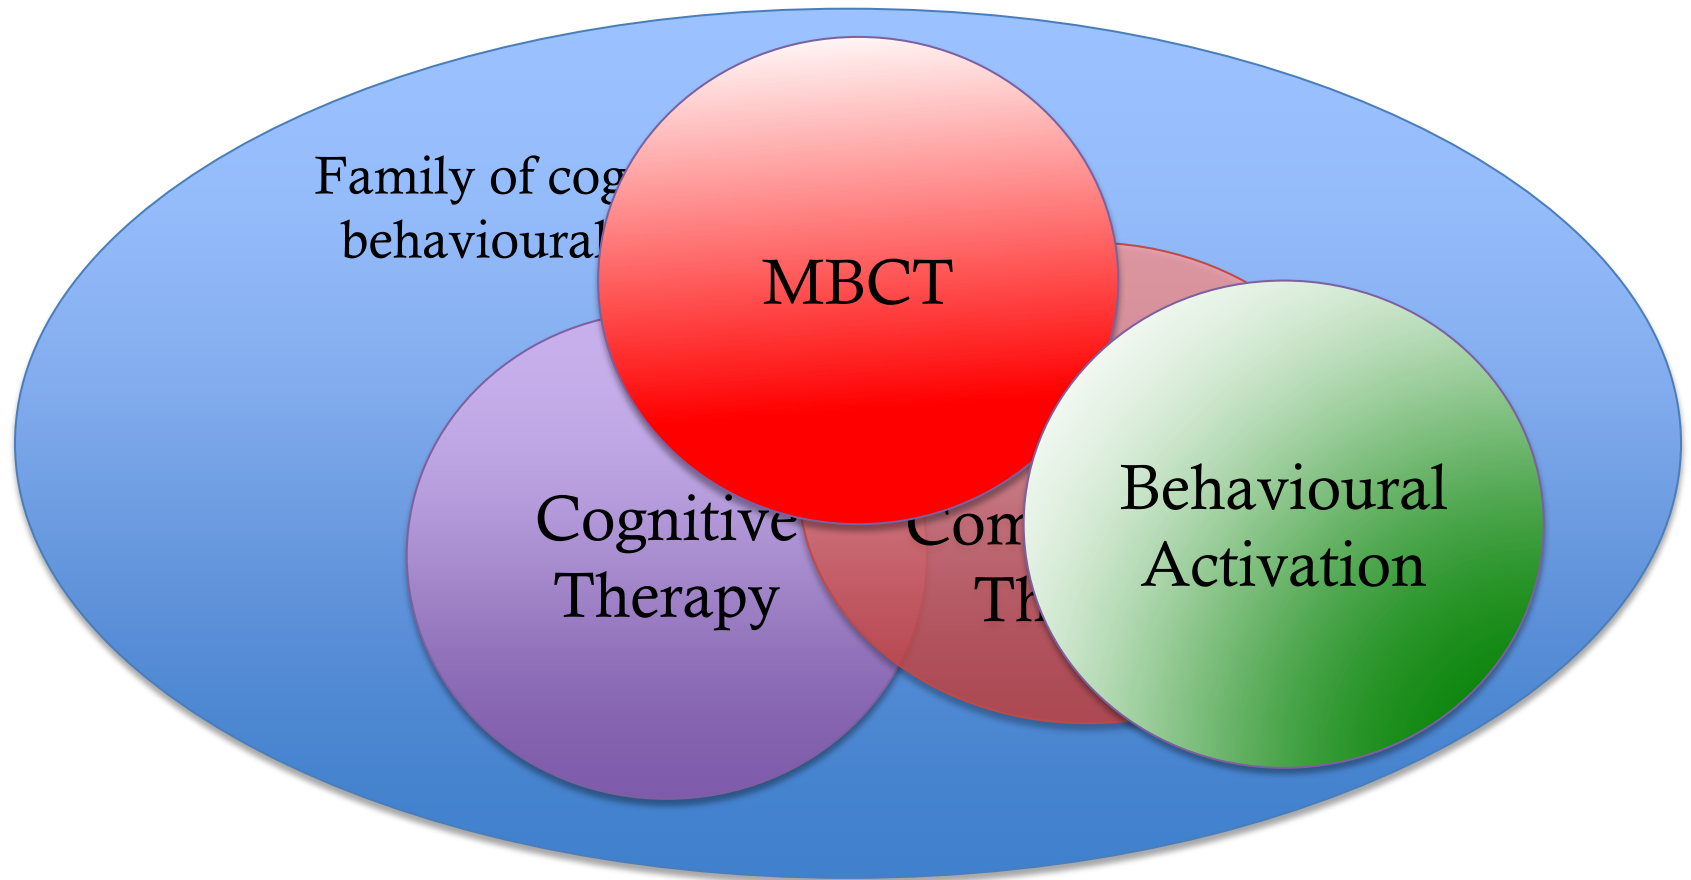 Family of cog
behavioural
MBCT
Cognitive
Therapy
Com
Th
Behavioural
Activation